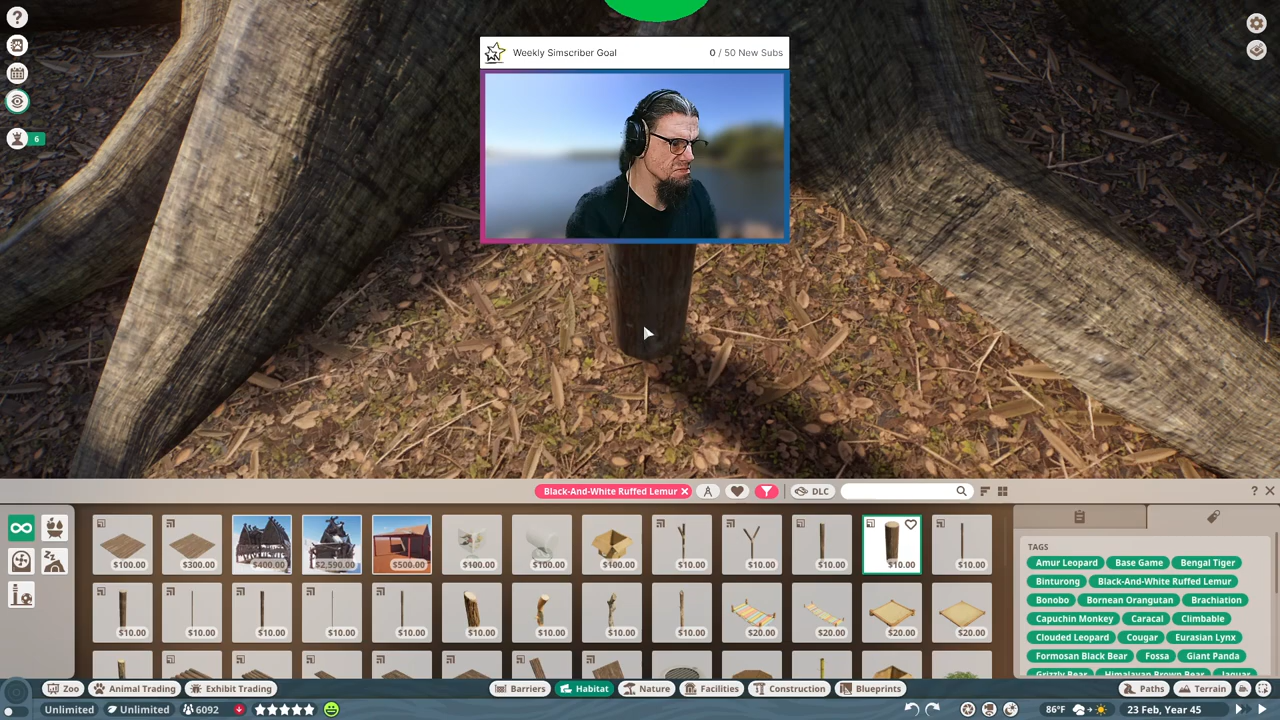 ?
6
Weekly Simscriber Goal
0 / 50 New Subs
Black-And-White Ruffed Lemur ×
DLC
? ×
$100.00 $300.00 $400.00 $2,590.00 $500.00 $100.00 $100.00 $100.00 $10.00 $10.00 $10.00 $10.00 $10.00
$10.00 $10.00 $10.00 $10.00 $10.00 $10.00 $10.00 $10.00 $10.00 $20.00 $20.00 $20.00 $20.00
TAGS
Amur Leopard Base Game Bengal Tiger
Binturong Black-And-White Ruffed Lemur
Bonobo Bornean Orangutan Brachiation
Capuchin Monkey Caracal Climbable
Clouded Leopard Cougar Eurasian Lynx
Formosan Black Bear Fossa Giant Panda
Grizzly Bear Himalayan Brown Bear Jaguar
Zoo Animal Trading Exhibit Trading Barriers Habitat Nature Facilities Construction Blueprints Paths Terrain
Unlimited Unlimited 6092 86°F 23 Feb, Year 45